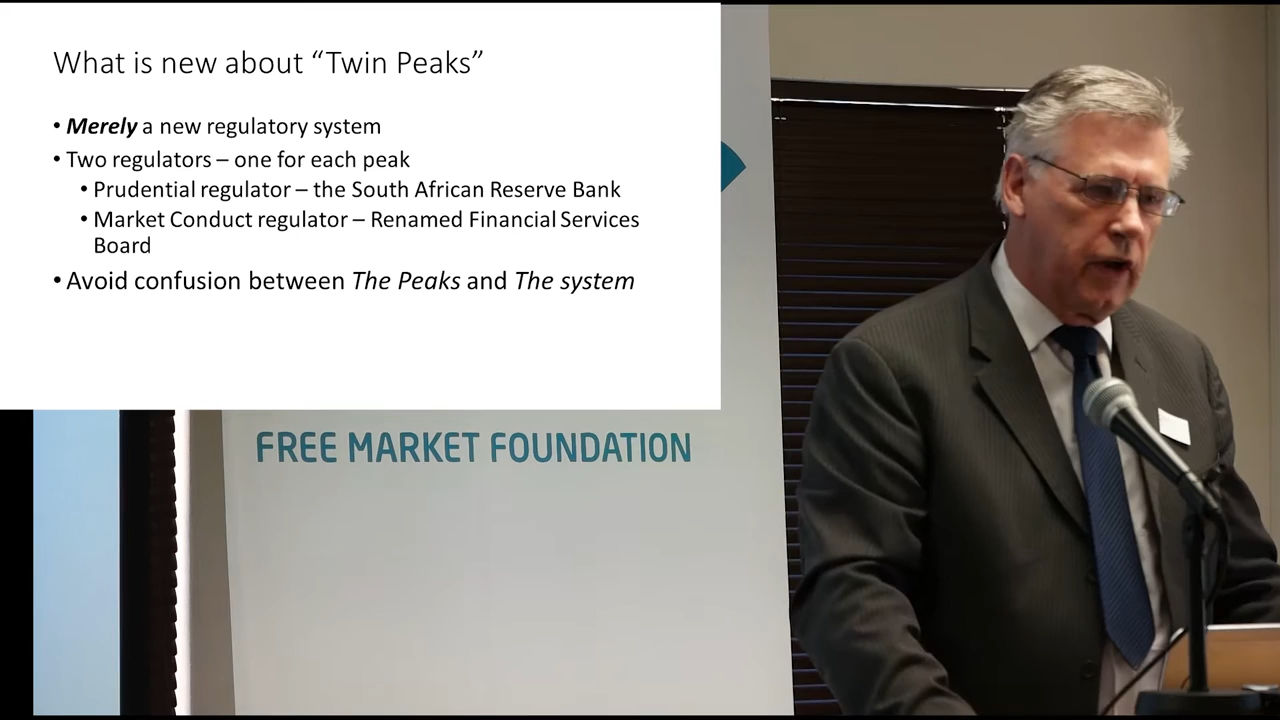 What is new about “Twin Peaks”
• Merely a new regulatory system
• Two regulators – one for each peak
• Prudential regulator – the South African Reserve Bank
• Market Conduct regulator – Renamed Financial Services
Board
• Avoid confusion between The Peaks and The system
FREE MARKET FOUNDATION